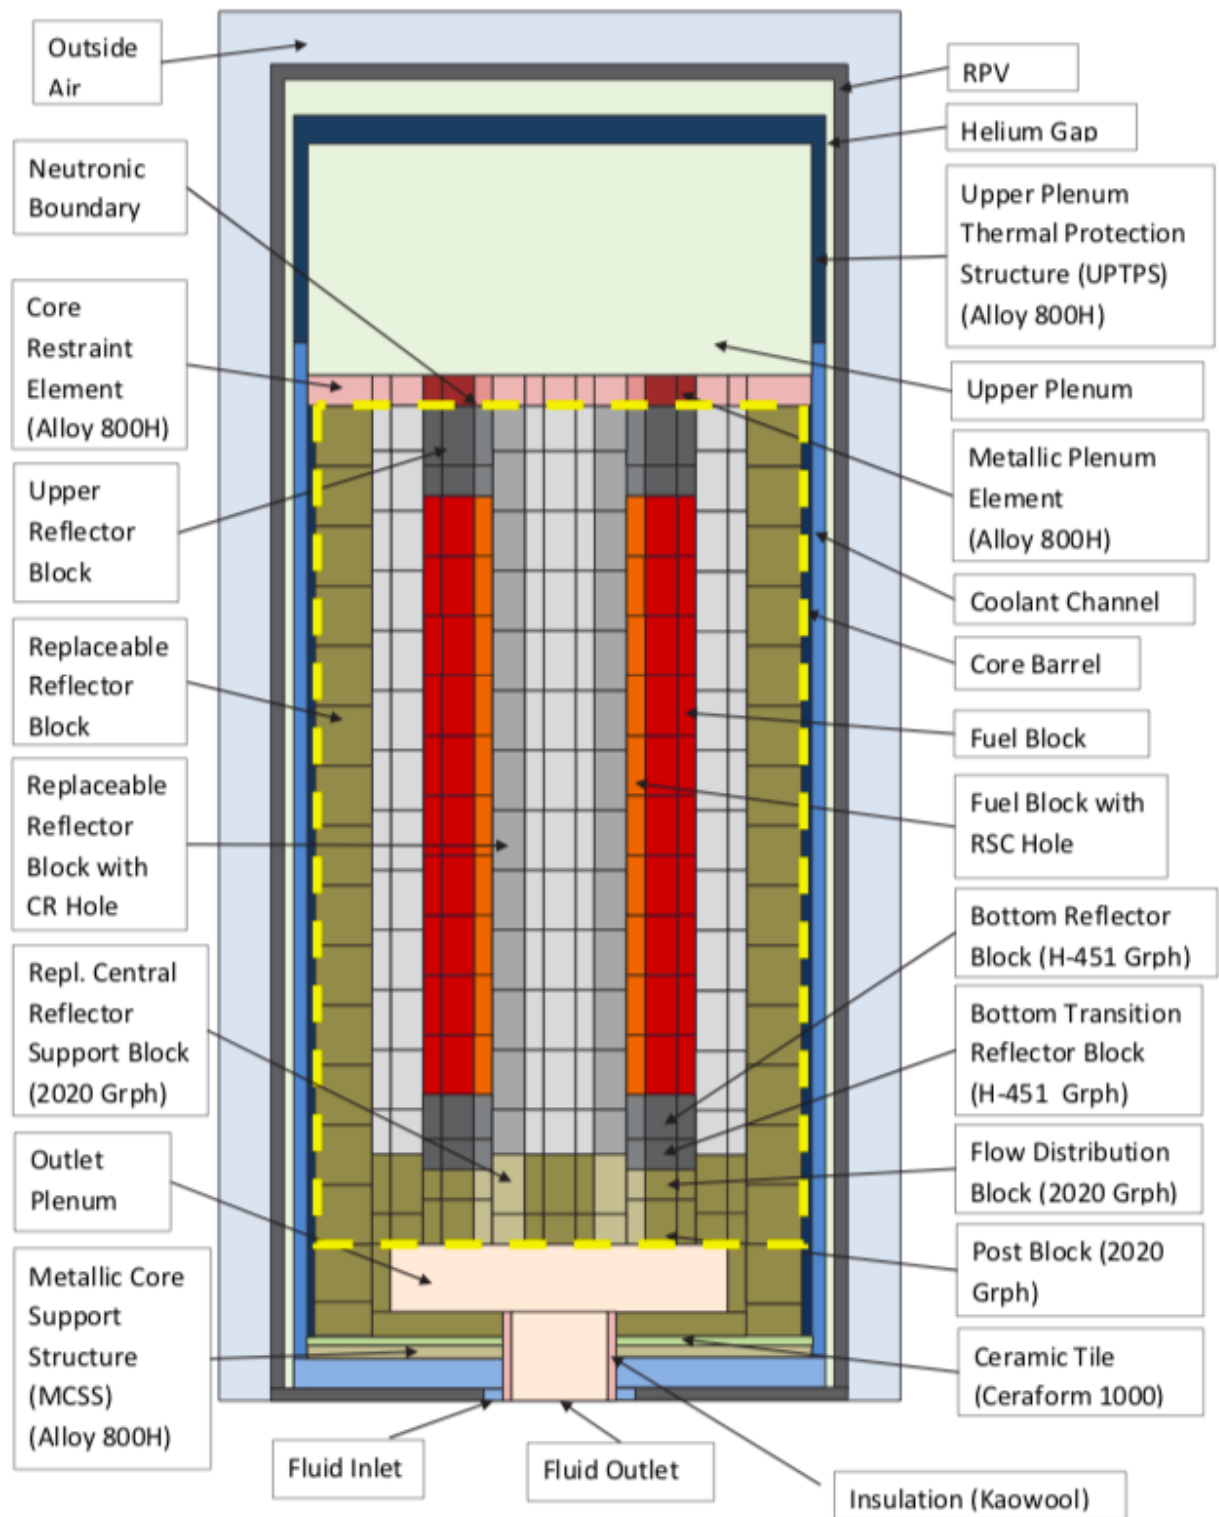 Outside
Air
Neutronic
Boundary
Core
Restraint
Element
(Alloy 800H)
Upper
Reflector
Block
Replaceable
Reflector
Block
Replaceable
Reflector
Block with
CR Hole
Repl. Central
Reflector
Support Block
(2020 Grph)
Outlet
Plenum
Metallic Core
Support
Structure
(MCSS)
(Alloy 800H)
Fluid Inlet
Fluid Outlet
Insulation (Kaowool)
RPV
Helium Gap
Upper Plenum
Thermal Protection
Structure (UPTPS)
(Alloy 800H)
Upper Plenum
Metallic Plenum
Element
(Alloy 800H)
Coolant Channel
Core Barrel
Fuel Block
Fuel Block with
RSC Hole
Bottom Reflector
Block (H-451 Grph)
Bottom Transition
Reflector Block
(H-451 Grph)
Flow Distribution
Block (2020 Grph)
Post Block (2020
Grph)
Ceramic Tile
(Ceraform 1000)